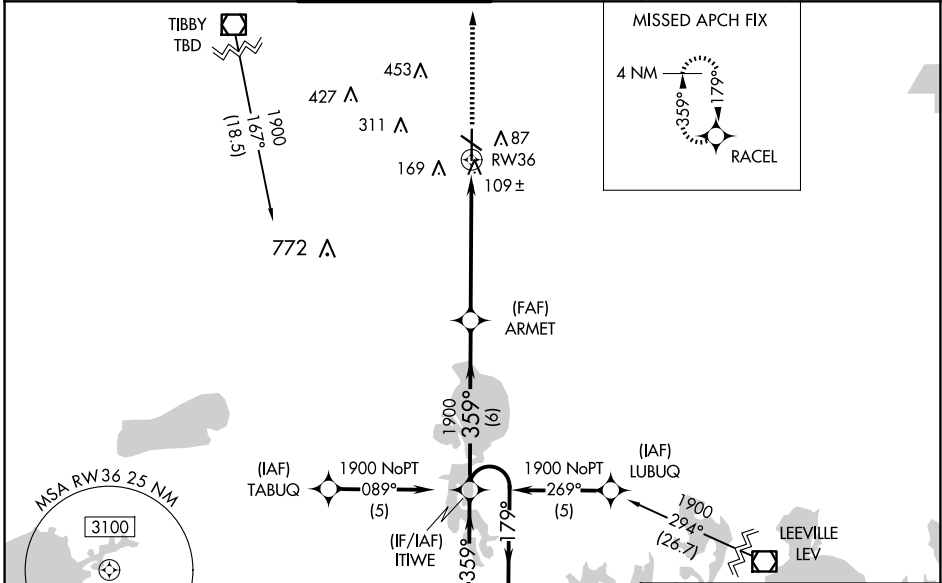 TIBBY
TBD
1900
167°
(18.5)
453
427
311
87
RW36
169
109 ±
772
MISSED APCH FIX
4 NM
359°
179°
RACEL
(FAF)
ARMET
1900
359°
(6)
MSA RW36 25 NM
3100
(IAF)
TABUQ
1900 NoPT
089°
(5)
(IF/IAF)
ITIWE
359°
179°
1900 NoPT
269°
(5)
(IAF)
LUBUQ
1900
294°
(26.7)
LEEVILLE
LEV